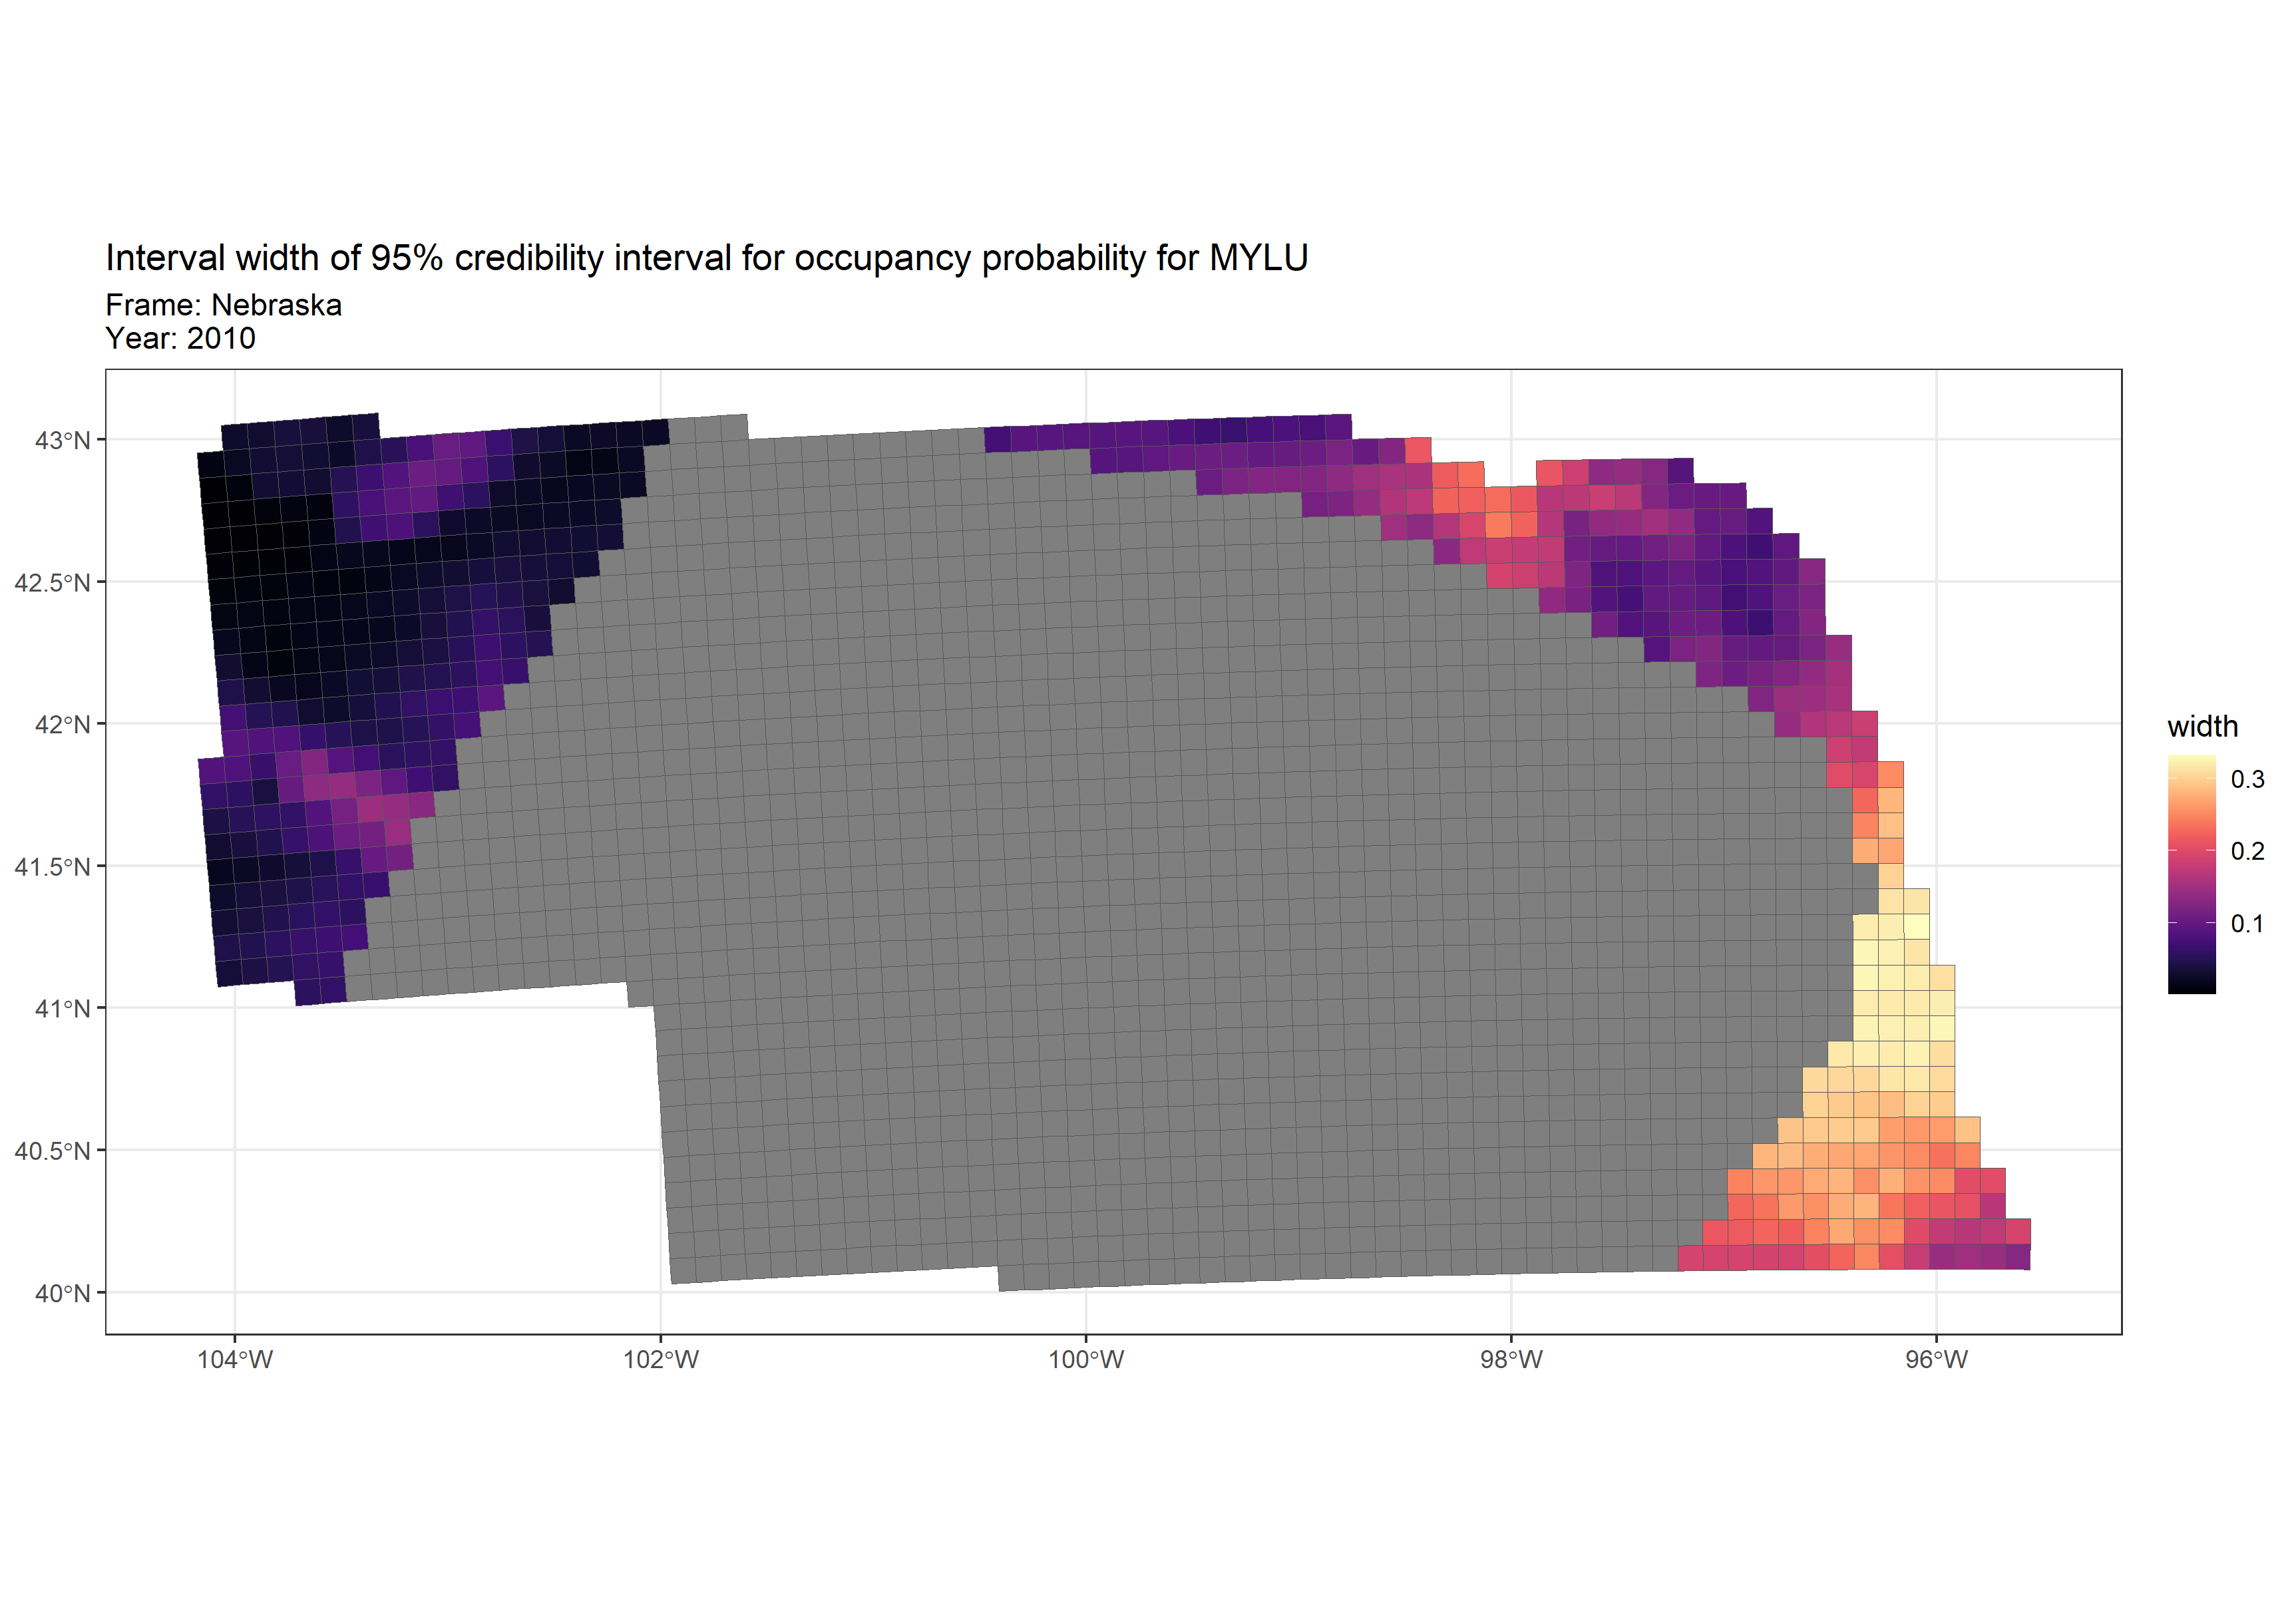 Interval width of 95% credibility interval for occupancy probability for MYLU
Frame: Nebraska
Year: 2010
43°N
42.5°N
42°N
41.5°N
41°N
40.5°N
40°N
104°W
102°W
100°W
98°W
96°W
width
0.3
0.2
0.1